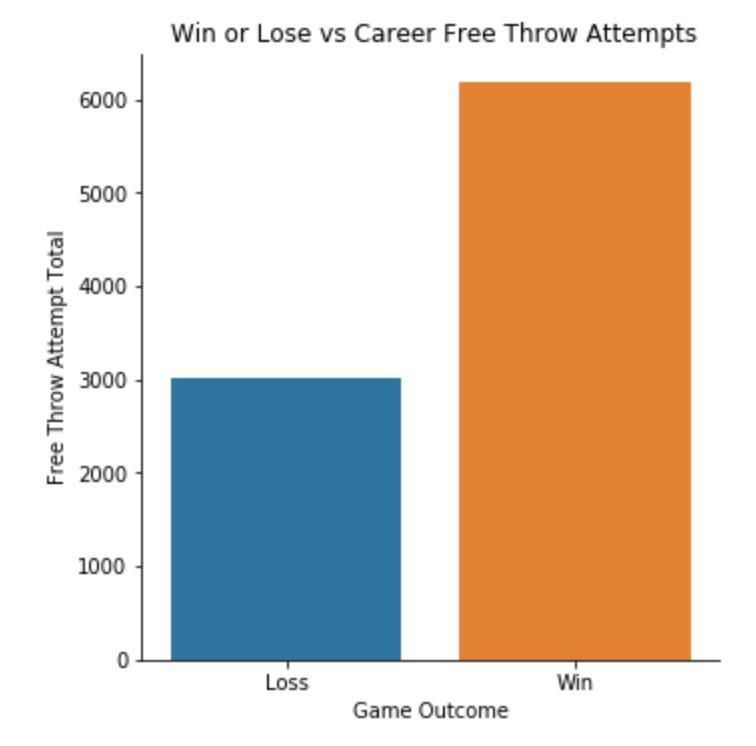 Win or Lose vs Career Free Throw Attempts
Free Throw Attempt Total
6000
5000
4000
3000
2000
1000
0
Loss Win
Game Outcome